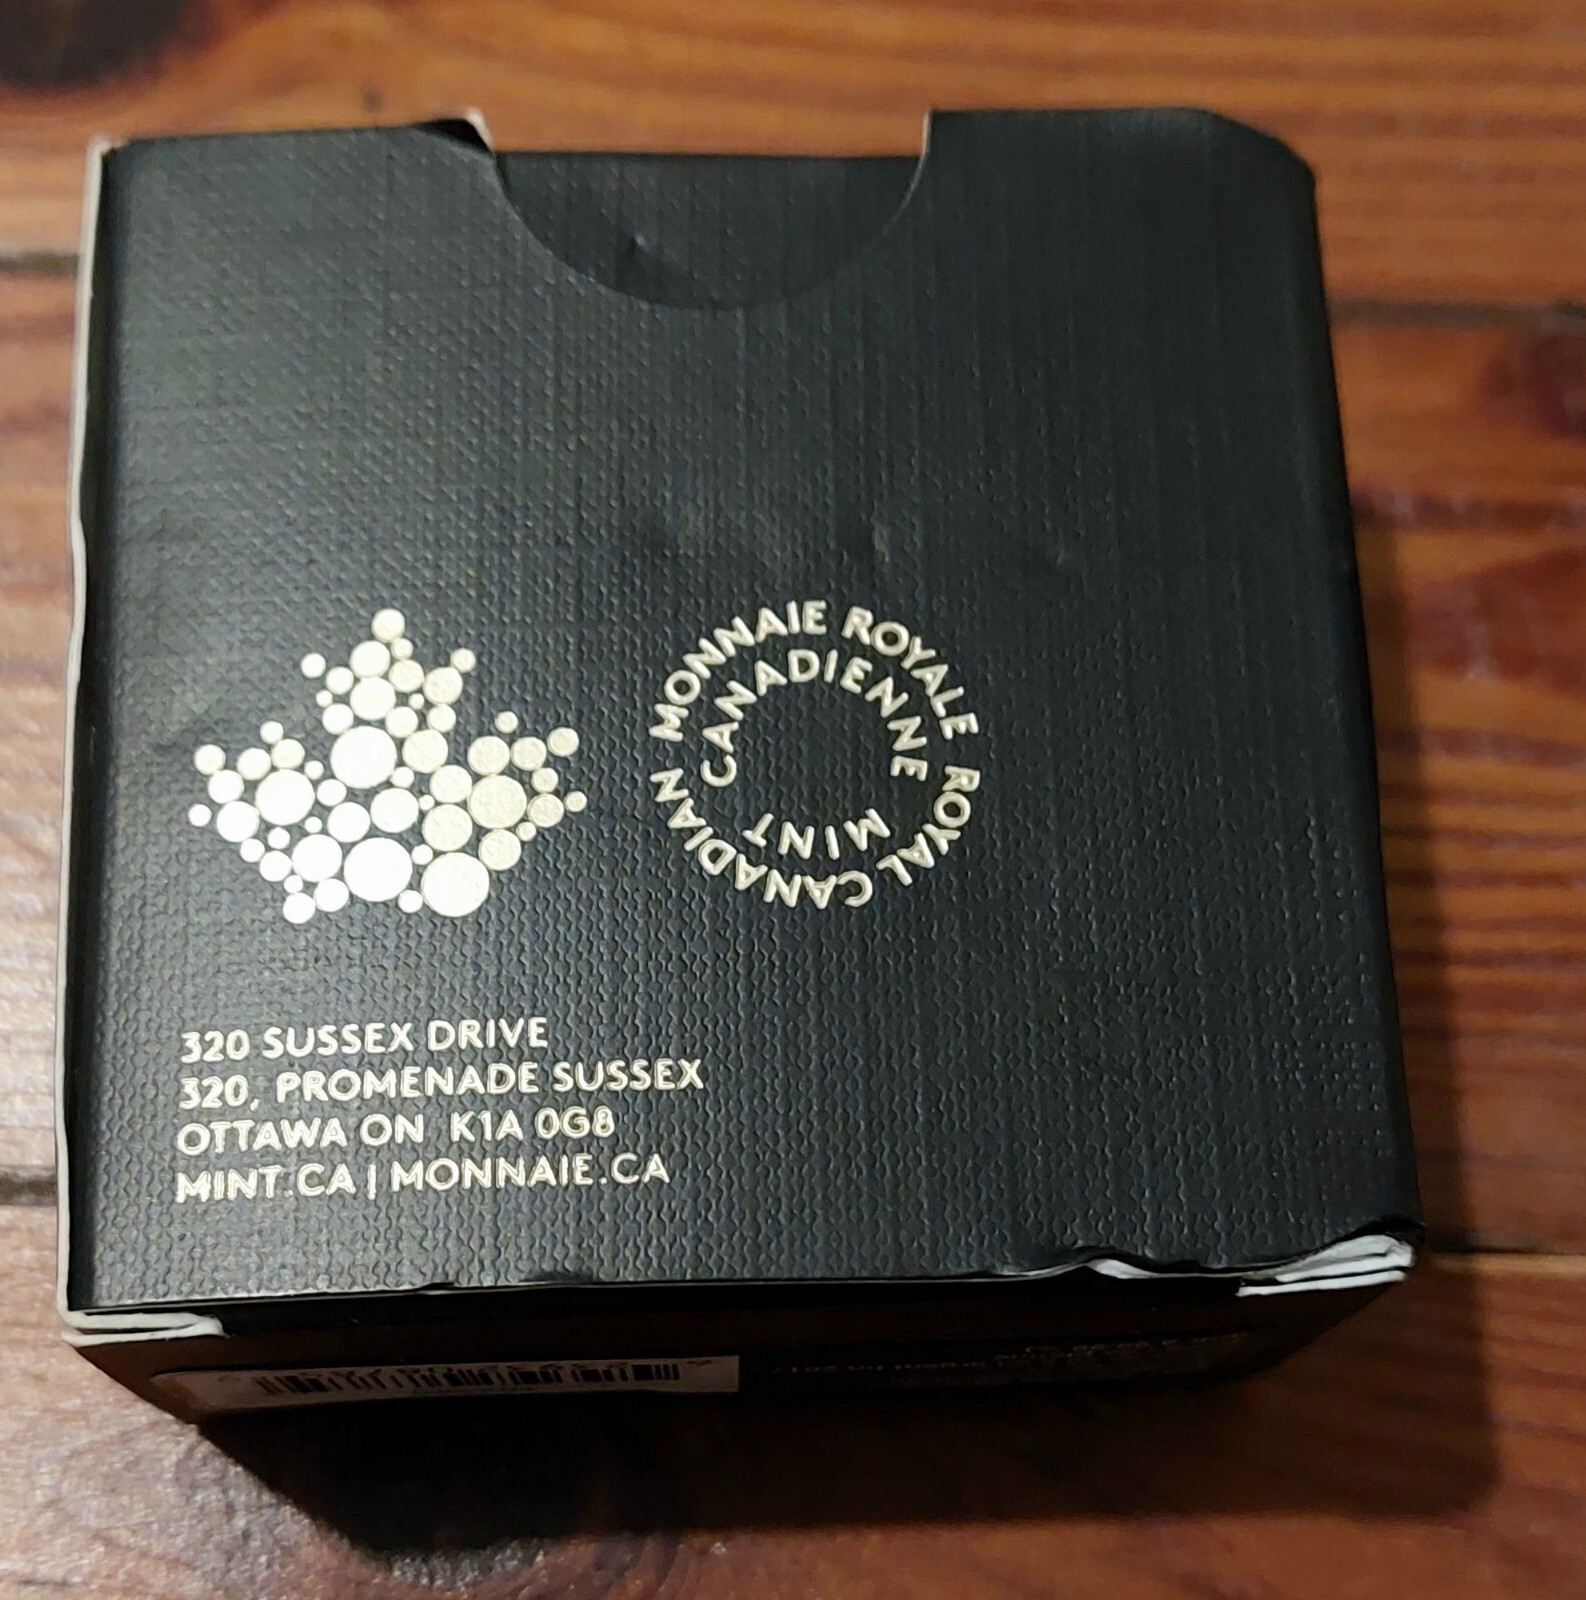 MONNAIE ROYALE
CANADIENNE
ROYAL CANADIAN
MINT
320 SUSSEX DRIVE
320, PROMENADE SUSSEX
OTTAWA ON K1A 0G8
MINT.CA | MONNAIE.CA